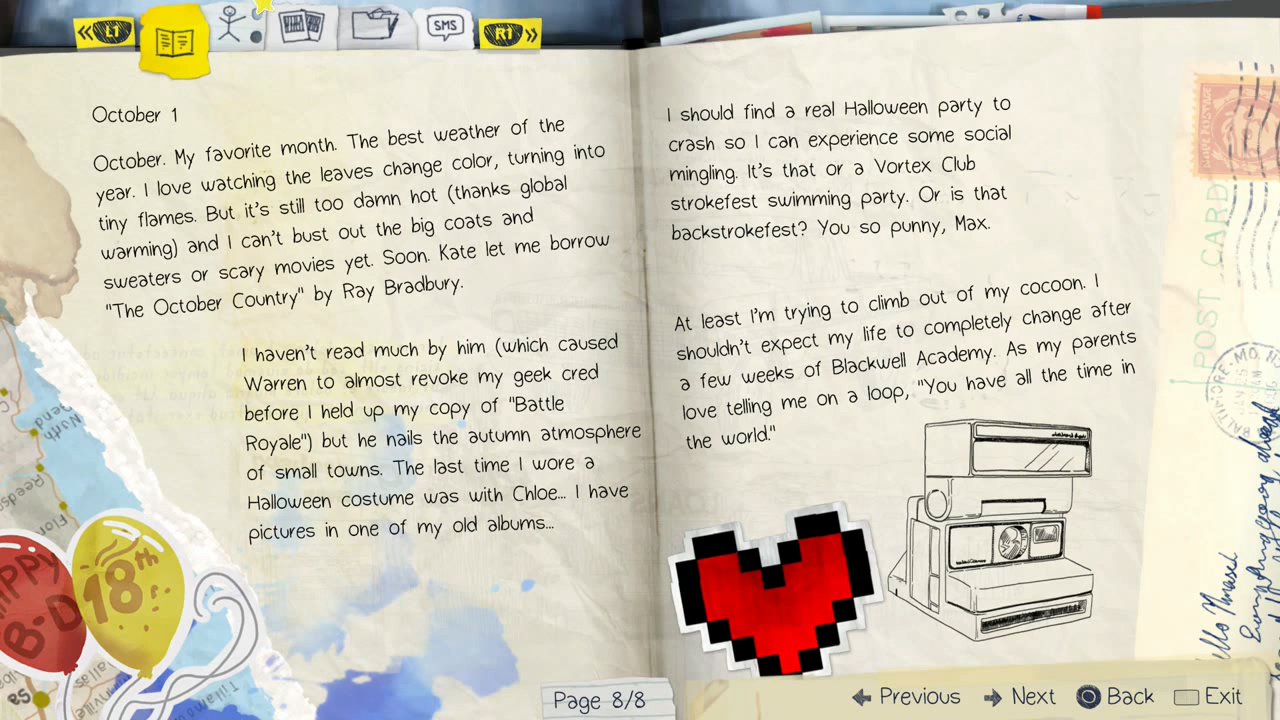 L1
SMS
R1
October 1
October. My favorite month. The best weather of the
year. I love watching the leaves change color, turning into
tiny flames. But it's still too damn hot (thanks global
warming) and I can't bust out the big coats and
sweaters or scary movies yet. Soon. Kate let me borrow
"The October Country" by Ray Bradbury.
I haven't read much by him (which caused
Warren to almost revoke my geek cred
before I held up my copy of "Battle
Royale") but he nails the autumn atmosphere
of small towns. The last time I wore a
Halloween costume was with Chloe... I have
pictures in one of my old albums...
HAPPY
B-D
18th
I should find a real Halloween party to
crash so I can experience some social
mingling. It's that or a Vortex Club
strokefest swimming party. Or is that
backstrokefest? You so punny, Max.
At least I'm trying to climb out of my cocoon. I
shouldn't expect my life to completely change after
a few weeks of Blackwell Academy. As my parents
love telling me on a loop, "You have all the time in
the world."
POST CARD
Page 8/8
Previous
Next
Back
Exit